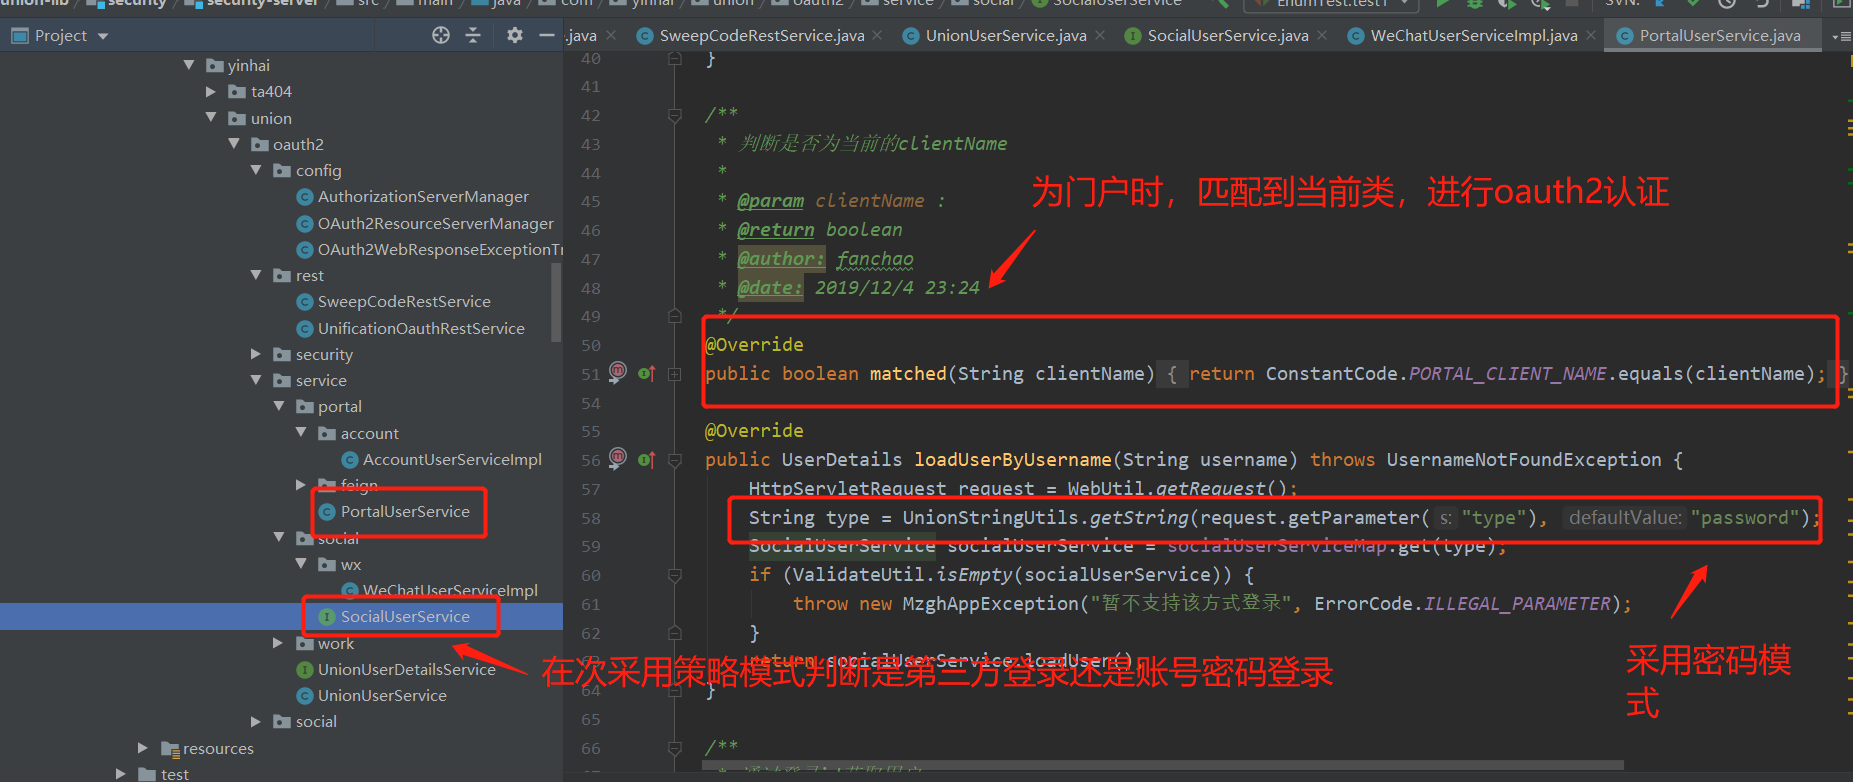 union-lib security security-server src main java com yinhai union oauth2 service social SocialUserService EnumTest.test1 SVN:
Project
.java SweepCodeRestService.java UnionUserService.java SocialUserService.java WeChatUserServiceImpl.java PortalUserService.java
yinhai
ta404
union
oauth2
config
AuthorizationServerManager
OAuth2ResourceServerManager
OAuth2WebResponseExceptionTr
rest
SweepCodeRestService
UnificationOauthRestService
security
service
portal
account
AccountUserServiceImpl
feign
PortalUserService
social
wx
WeChatUserServiceImpl
SocialUserService
work
UnionUserDetailsService
UnionUserService
social
resources
test
40 }
41
42 /**
43 * 判断是否为当前的clientName
44 *
45 * @param clientName :
46 * @return boolean
47 * @author: fanchao
48 * @date: 2019/12/4 23:24
49 */
50 @Override
51 public boolean matched(String clientName) { return ConstantCode.PORTAL_CLIENT_NAME.equals(clientName); }
54
55 @Override
56 public UserDetails loadUserByUsername(String username) throws UsernameNotFoundException {
57 HttpServletRequest request = WebUtil.getRequest();
58 String type = UnionStringUtils.getString(request.getParameter( s: "type"), defaultValue: "password");
59 SocialUserService socialUserService = socialUserServiceMap.get(type);
60 if (ValidateUtil.isEmpty(socialUserService)) {
61 throw new MzghAppException("暂不支持该方式登录", ErrorCode.ILLEGAL_PARAMETER);
62 }
return socialUserService.loadUser();
64 }
65
66 /**
为门户时，匹配到当前类，进行oauth2认证
在次采用策略模式判断是第三方登录还是账号密码登录
采用密码模
式